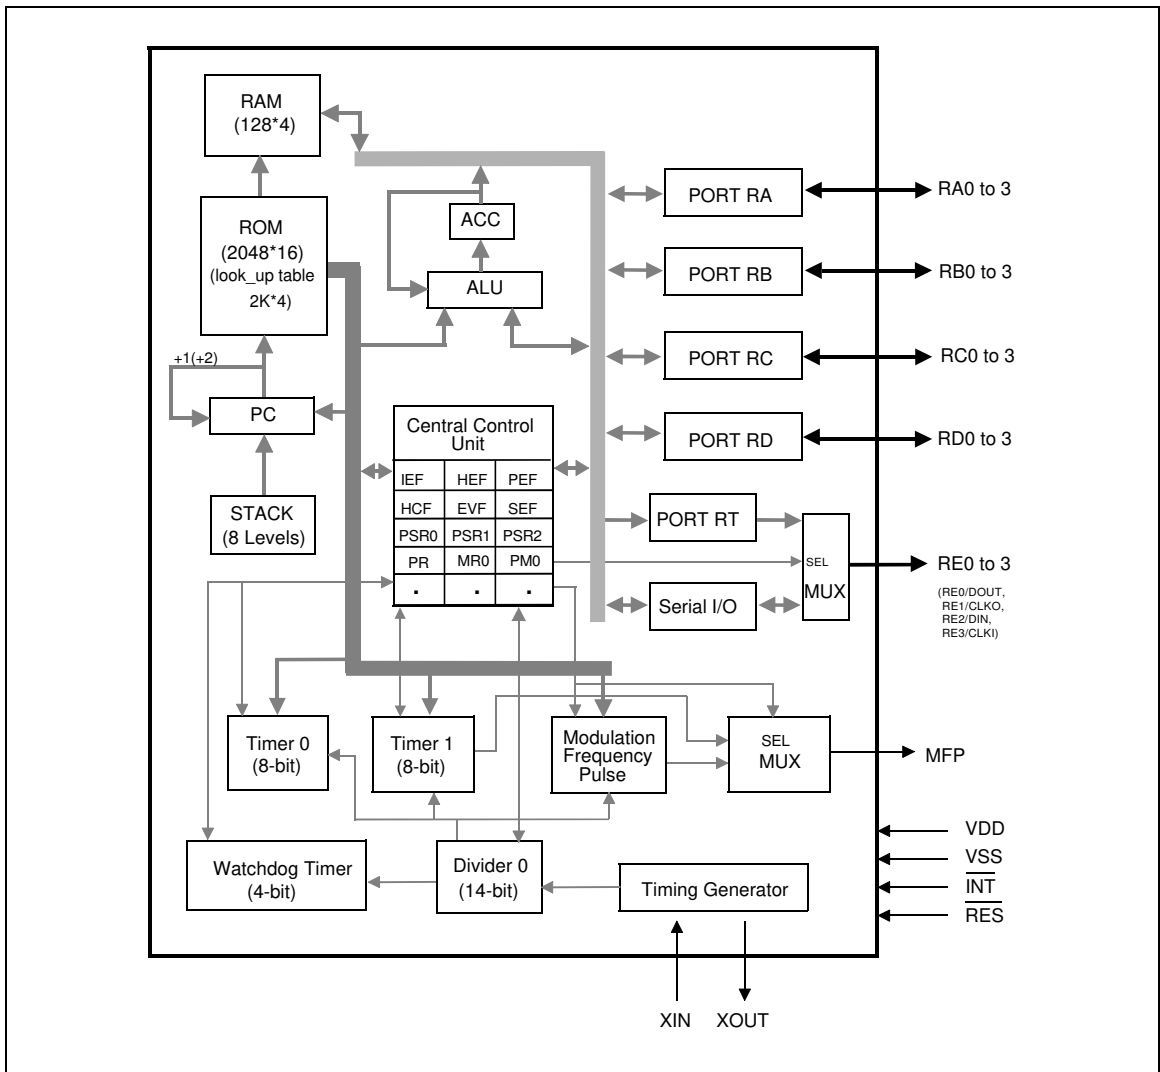 RAM
(128*4)
ROM
(2048*16)
(look_up table
2K*4)
+1(+2)
PC
STACK
(8 Levels)
ACC
ALU
Central Control
Unit
IEF HEF PEF
HCF EVF SEF
PSR0 PSR1 PSR2
PR MR0 PM0
. . .
PORT RA
RA0 to 3
PORT RB
RB0 to 3
PORT RC
RC0 to 3
PORT RD
RD0 to 3
PORT RT
Serial I/O
SEL
MUX
RE0 to 3
(RE0/DOUT,
RE1/CLKO,
RE2/DIN,
RE3/CLKI)
Timer 0
(8-bit)
Timer 1
(8-bit)
Modulation
Frequency
Pulse
SEL
MUX
MFP
Watchdog Timer
(4-bit)
Divider 0
(14-bit)
Timing Generator
VDD
VSS
INT
RES
XIN XOUT